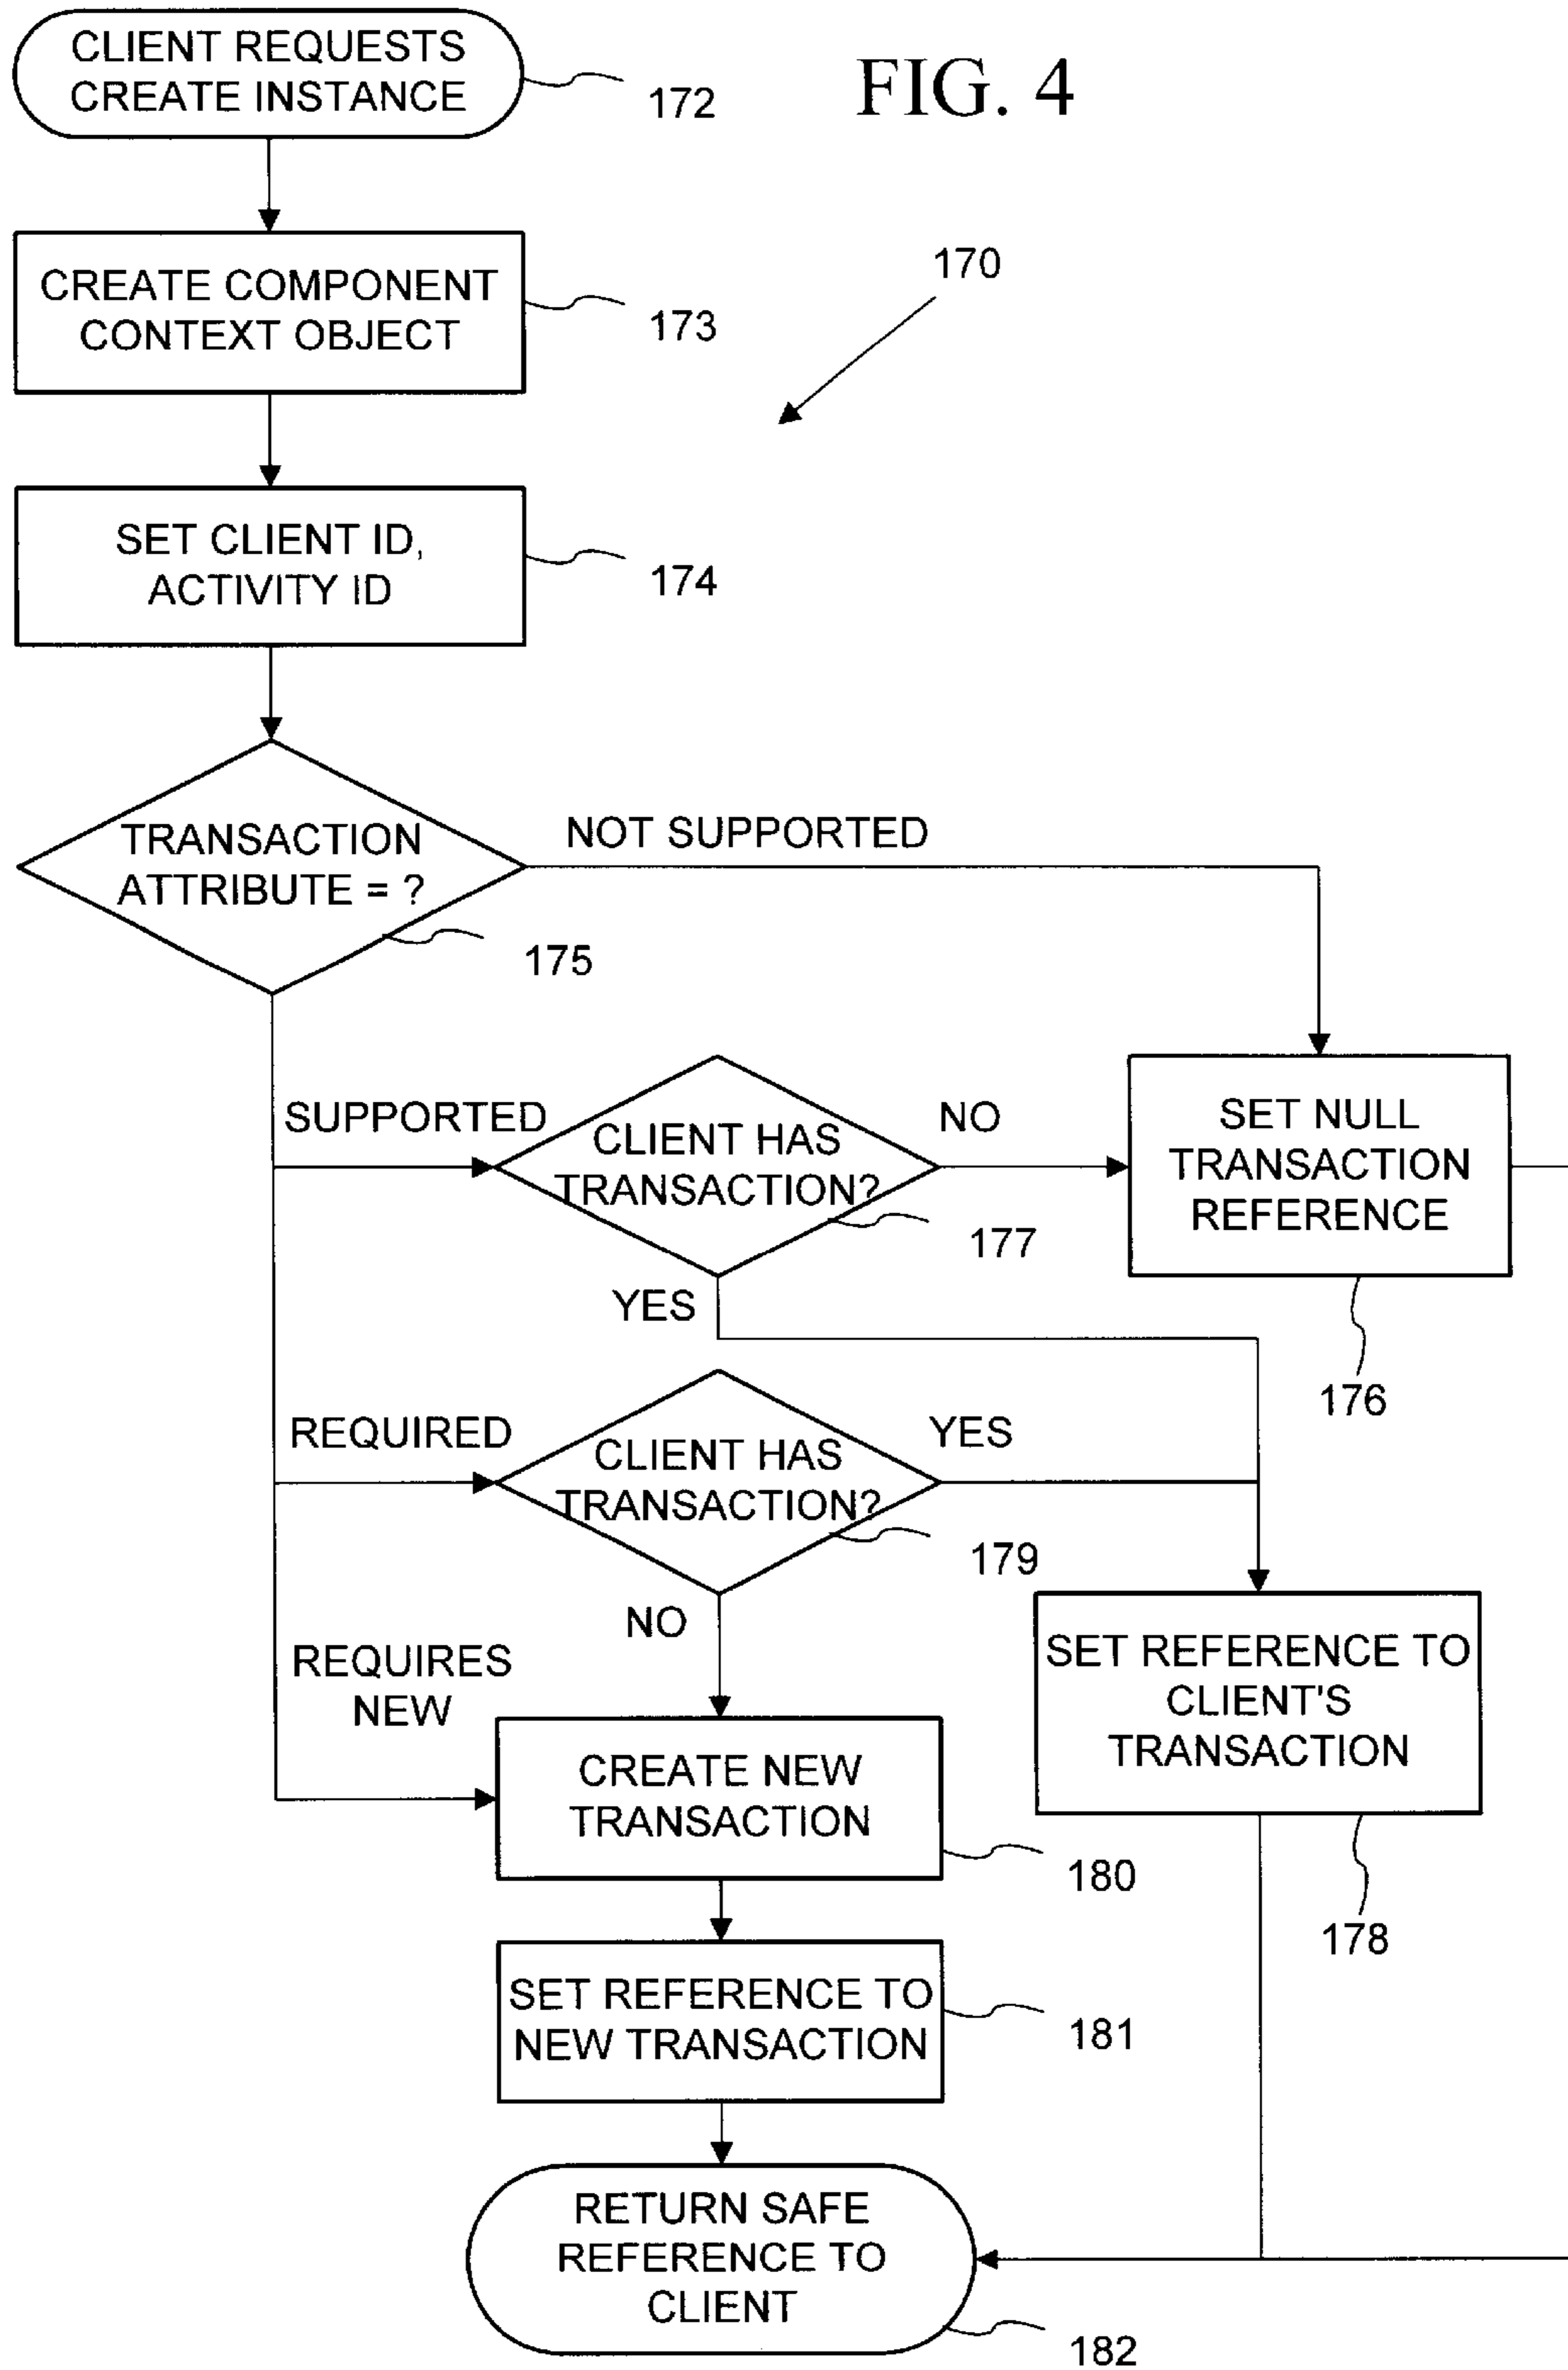 CLIENT REQUESTS
CREATE INSTANCE
172
FIG. 4
CREATE COMPONENT
CONTEXT OBJECT
173
170
SET CLIENT ID,
ACTIVITY ID
174
TRANSACTION
ATTRIBUTE = ?
175
NOT SUPPORTED
SUPPORTED
CLIENT HAS
TRANSACTION?
177
NO
SET NULL
TRANSACTION
REFERENCE
176
YES
REQUIRED
CLIENT HAS
TRANSACTION?
179
YES
NO
REQUIRES
NEW
SET REFERENCE TO
CLIENT'S
TRANSACTION
178
CREATE NEW
TRANSACTION
180
SET REFERENCE TO
NEW TRANSACTION
181
RETURN SAFE
REFERENCE TO
CLIENT
182